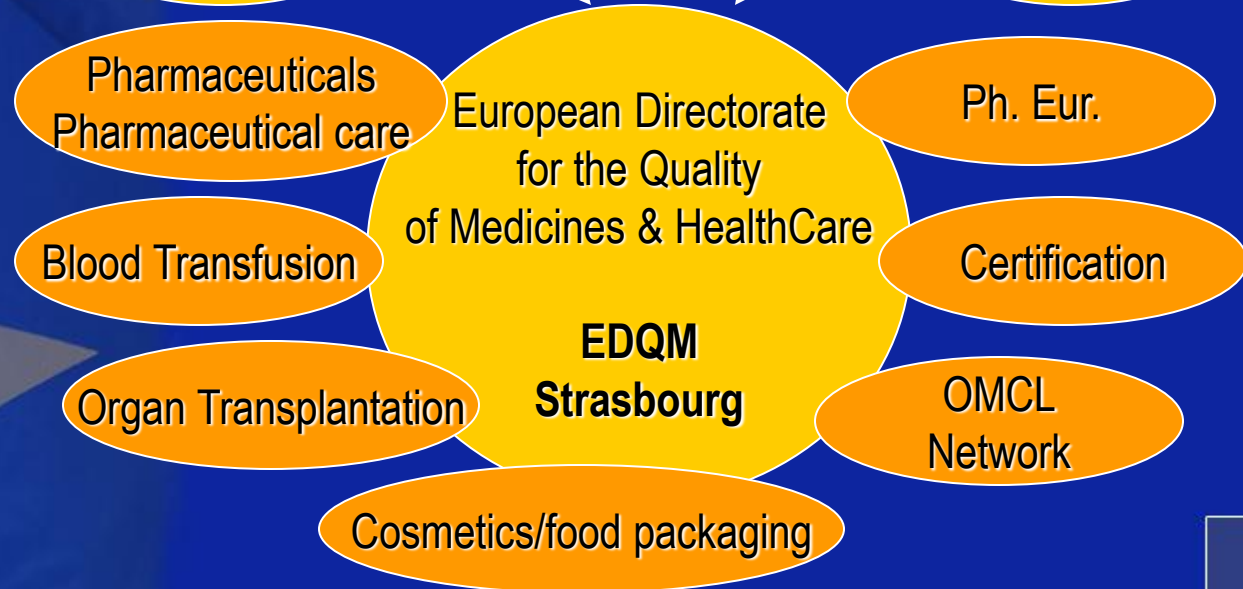 Pharmaceuticals
Pharmaceutical care
European Directorate
for the Quality
of Medicines & HealthCare
EDQM
Strasbourg
Ph. Eur.
Blood Transfusion
Certification
Organ Transplantation
OMCL
Network
Cosmetics/food packaging